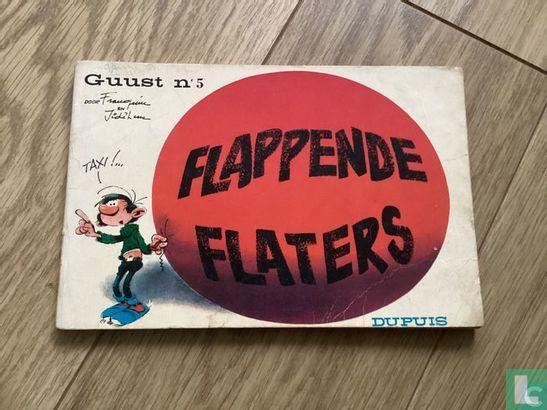 Guust n'5
DOOR Franquin
EN
Jidéhem
TAXI!...
FLAPPENDE
FLATERS
DUPUIS